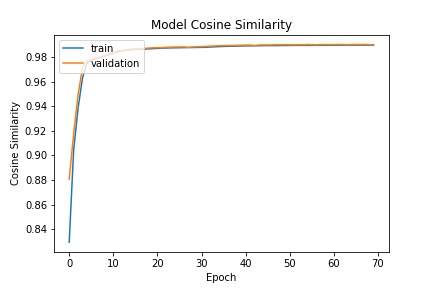 Model Cosine Similarity
train
validation
0.98
0.96
0.94
0.92
0.90
0.88
0.86
0.84
Cosine Similarity
0 10 20 30 40 50 60 70
Epoch